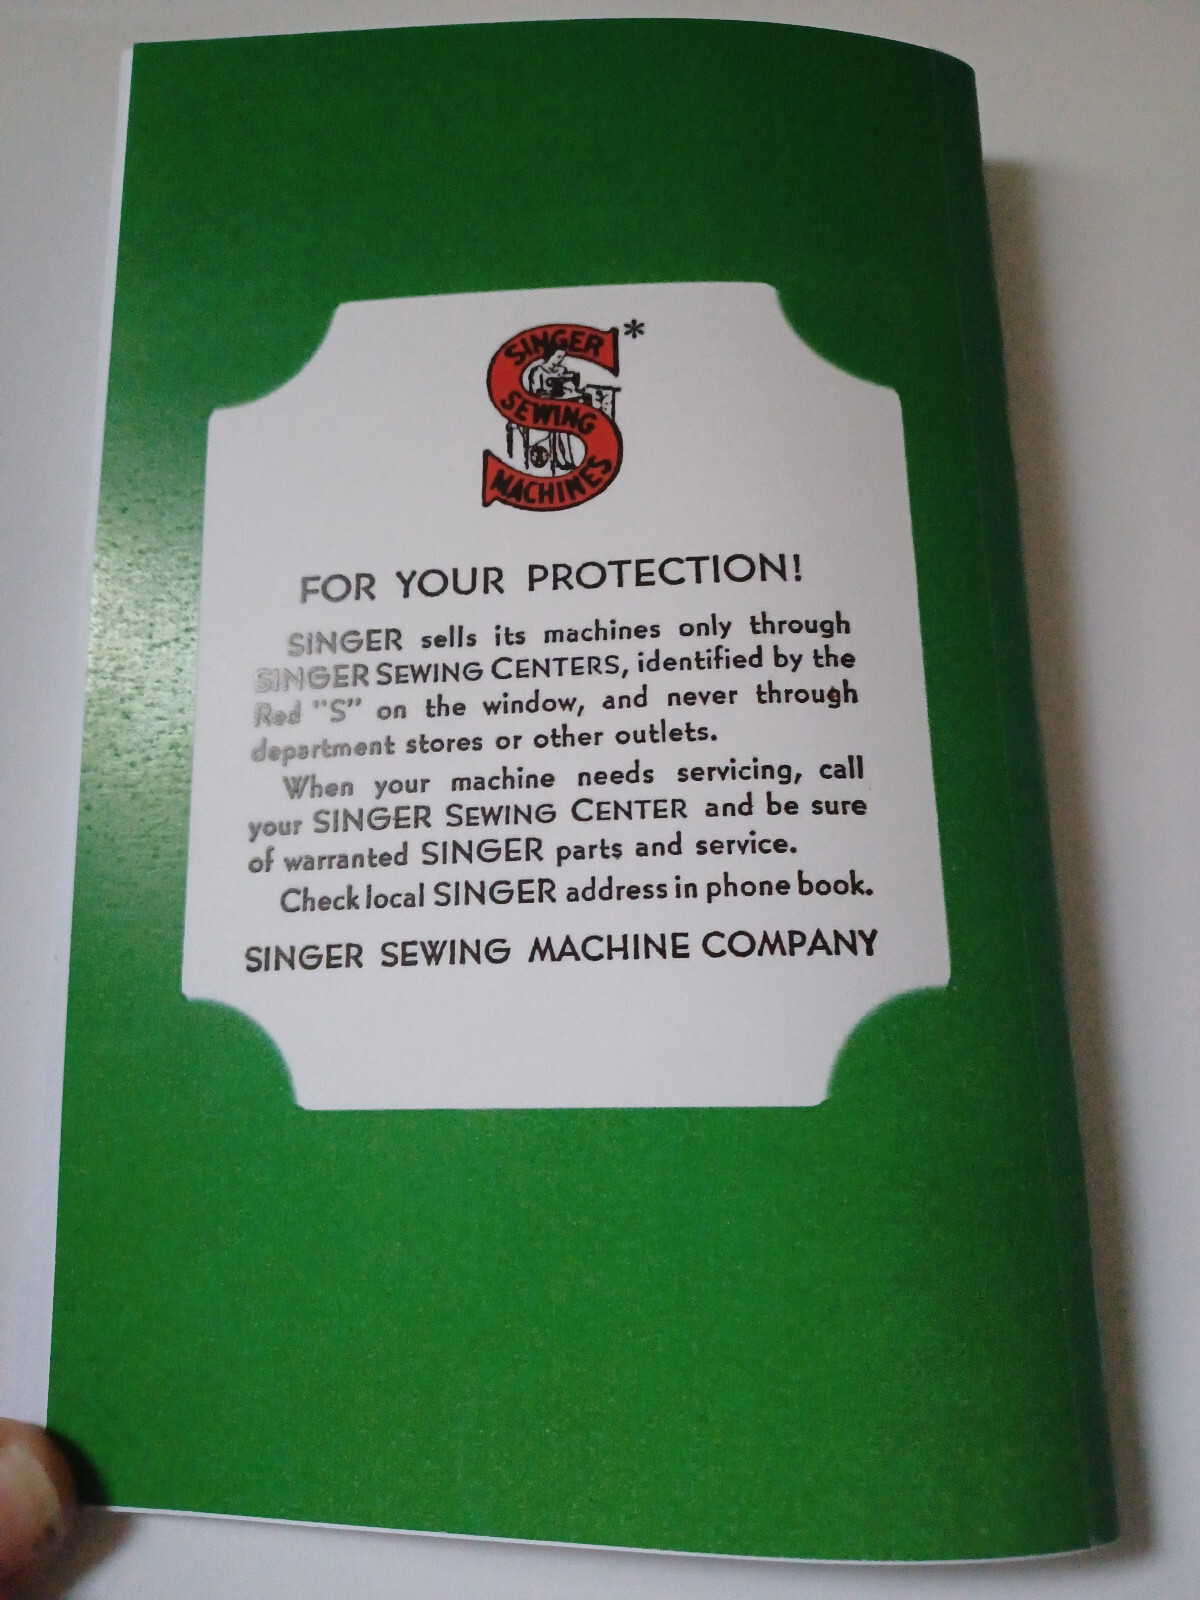 SINGER *
SEWING
MACHINES
FOR YOUR PROTECTION!
SINGER sells its machines only through
SINGER SEWING CENTERS, identified by the
Red "S" on the window, and never through
department stores or other outlets.
When your machine needs servicing, call
your SINGER SEWING CENTER and be sure
of warranted SINGER parts and service.
Check local SINGER address in phone book.
SINGER SEWING MACHINE COMPANY